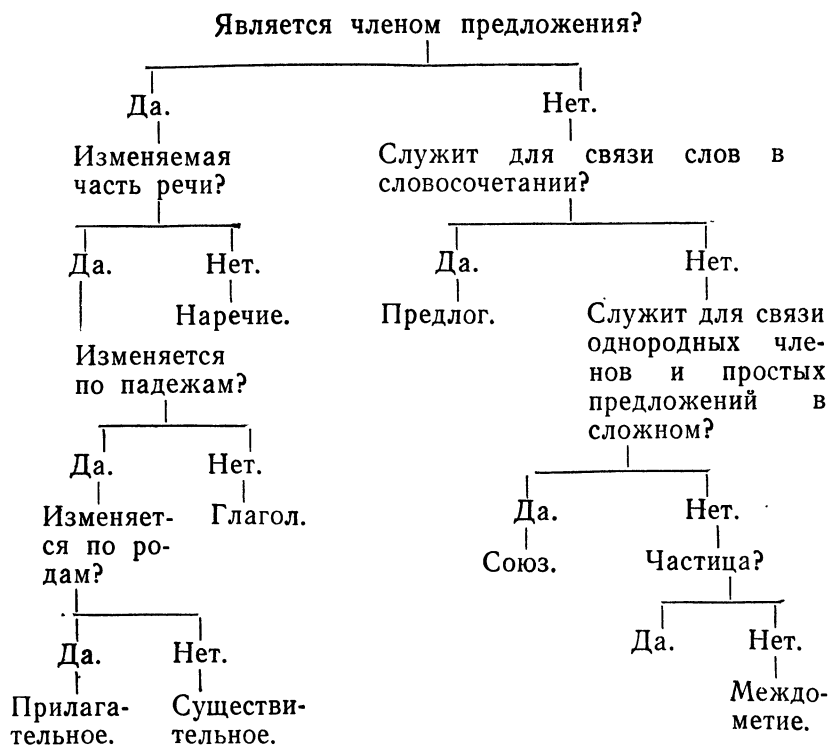 Является членом предложения?
Да.
Нет.
Изменяемая
часть речи?
Служит для связи слов в
словосочетании?
Да.
Нет.
Да.
Нет.
Наречие.
Предлог.
Служит для связи
однородных чле-
нов и простых
предложений в
сложном?
Изменяется
по падежам?
Да.
Нет.
Изменяет-
ся по ро-
дам?
Глагол.
Да.
Нет.
Союз.
Частица?
Да.
Нет.
Да.
Нет.
Прилага-
тельное.
Существи-
тельное.
Междо-
метие.